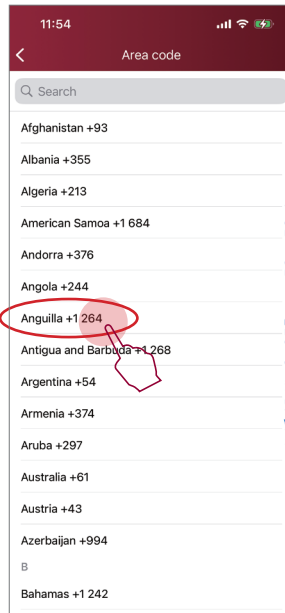 11:54
Area code
Search
Afghanistan +93
Albania +355
Algeria +213
American Samoa +1 684
Andorra +376
Angola +244
Anguilla +1 264
Antigua and Barbuda +1 268
Argentina +54
Armenia +374
Aruba +297
Australia +61
Austria +43
Azerbaijan +994
B
Bahamas +1 242